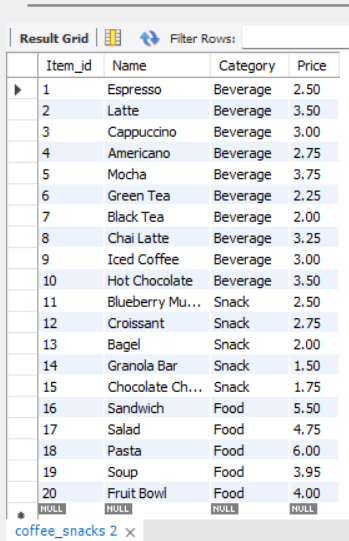 Result Grid Filter Rows:
Item_id Name Category Price
1 Espresso Beverage 2.50
2 Latte Beverage 3.50
3 Cappuccino Beverage 3.00
4 Americano Beverage 2.75
5 Mocha Beverage 3.75
6 Green Tea Beverage 2.25
7 Black Tea Beverage 2.00
8 Chai Latte Beverage 3.25
9 Iced Coffee Beverage 3.00
10 Hot Chocolate Beverage 3.50
11 Blueberry Mu... Snack 2.50
12 Croissant Snack 2.75
13 Bagel Snack 2.00
14 Granola Bar Snack 1.50
15 Chocolate Ch... Snack 1.75
16 Sandwich Food 5.50
17 Salad Food 4.75
18 Pasta Food 6.00
19 Soup Food 3.95
20 Fruit Bowl Food 4.00
NULL NULL NULL NULL
coffee_snacks 2 ×